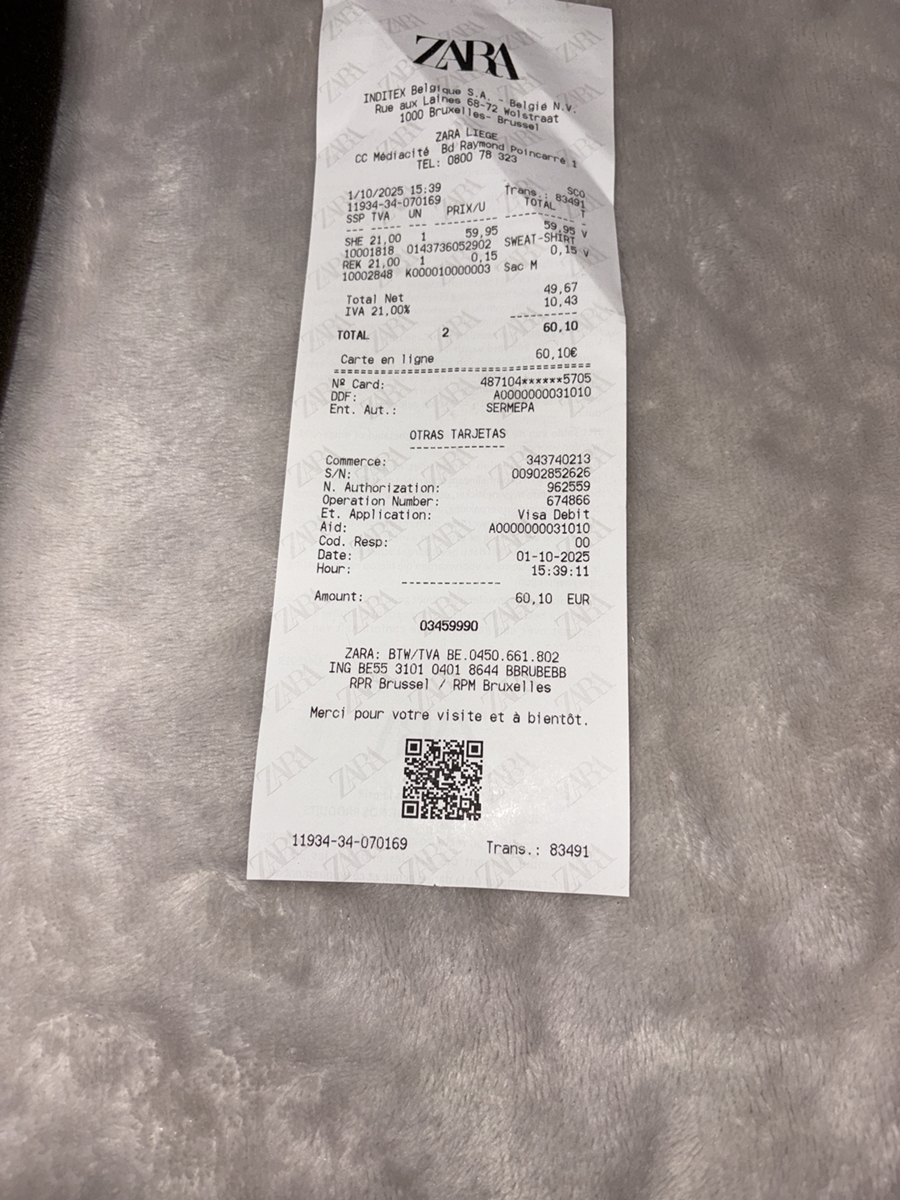 ZARA
INDITEX Belgique S.A. - België N.V.
Rue aux Laines 68-72 Wolstraat
1000 Bruxelles- Brussel
ZARA LIEGE
CC Médiacité Bd Raymond Poincarré 1
TEL: 0800 78 323
SCO
1/10/2025 15:39 Trans.: 83491
11934-34-070169 TOTAL T
SSP TVA UN PRIX/U
SHE 21,00 1 59,95 59,95 V
10001818 0143736052902 SWEAT-SHIRT
REK 21,00 1 0,15 0,15 V
10002848 K000010000003 Sac M
Total Net 49,67
IVA 21,00% 10,43
TOTAL 2 60,10
Carte en ligne 60,10€
Nº Card: 487104******5705
DDF: A0000000031010
Ent. Aut.: SERMEPA
OTRAS TARJETAS
Commerce: 343740213
S/N: 00902852626
N. Authorization: 962559
Operation Number: 674866
Et. Application: Visa Debit
Aid: A0000000031010
Cod. Resp: 00
Date: 01-10-2025
Hour: 15:39:11
Amount: 60,10 EUR
03459990
ZARA: BTW/TVA BE.0450.661.802
ING BE55 3101 0401 8644 BBRUBEBB
RPR Brussel / RPM Bruxelles
Merci pour votre visite et à bientôt.
11934-34-070169 Trans.: 83491